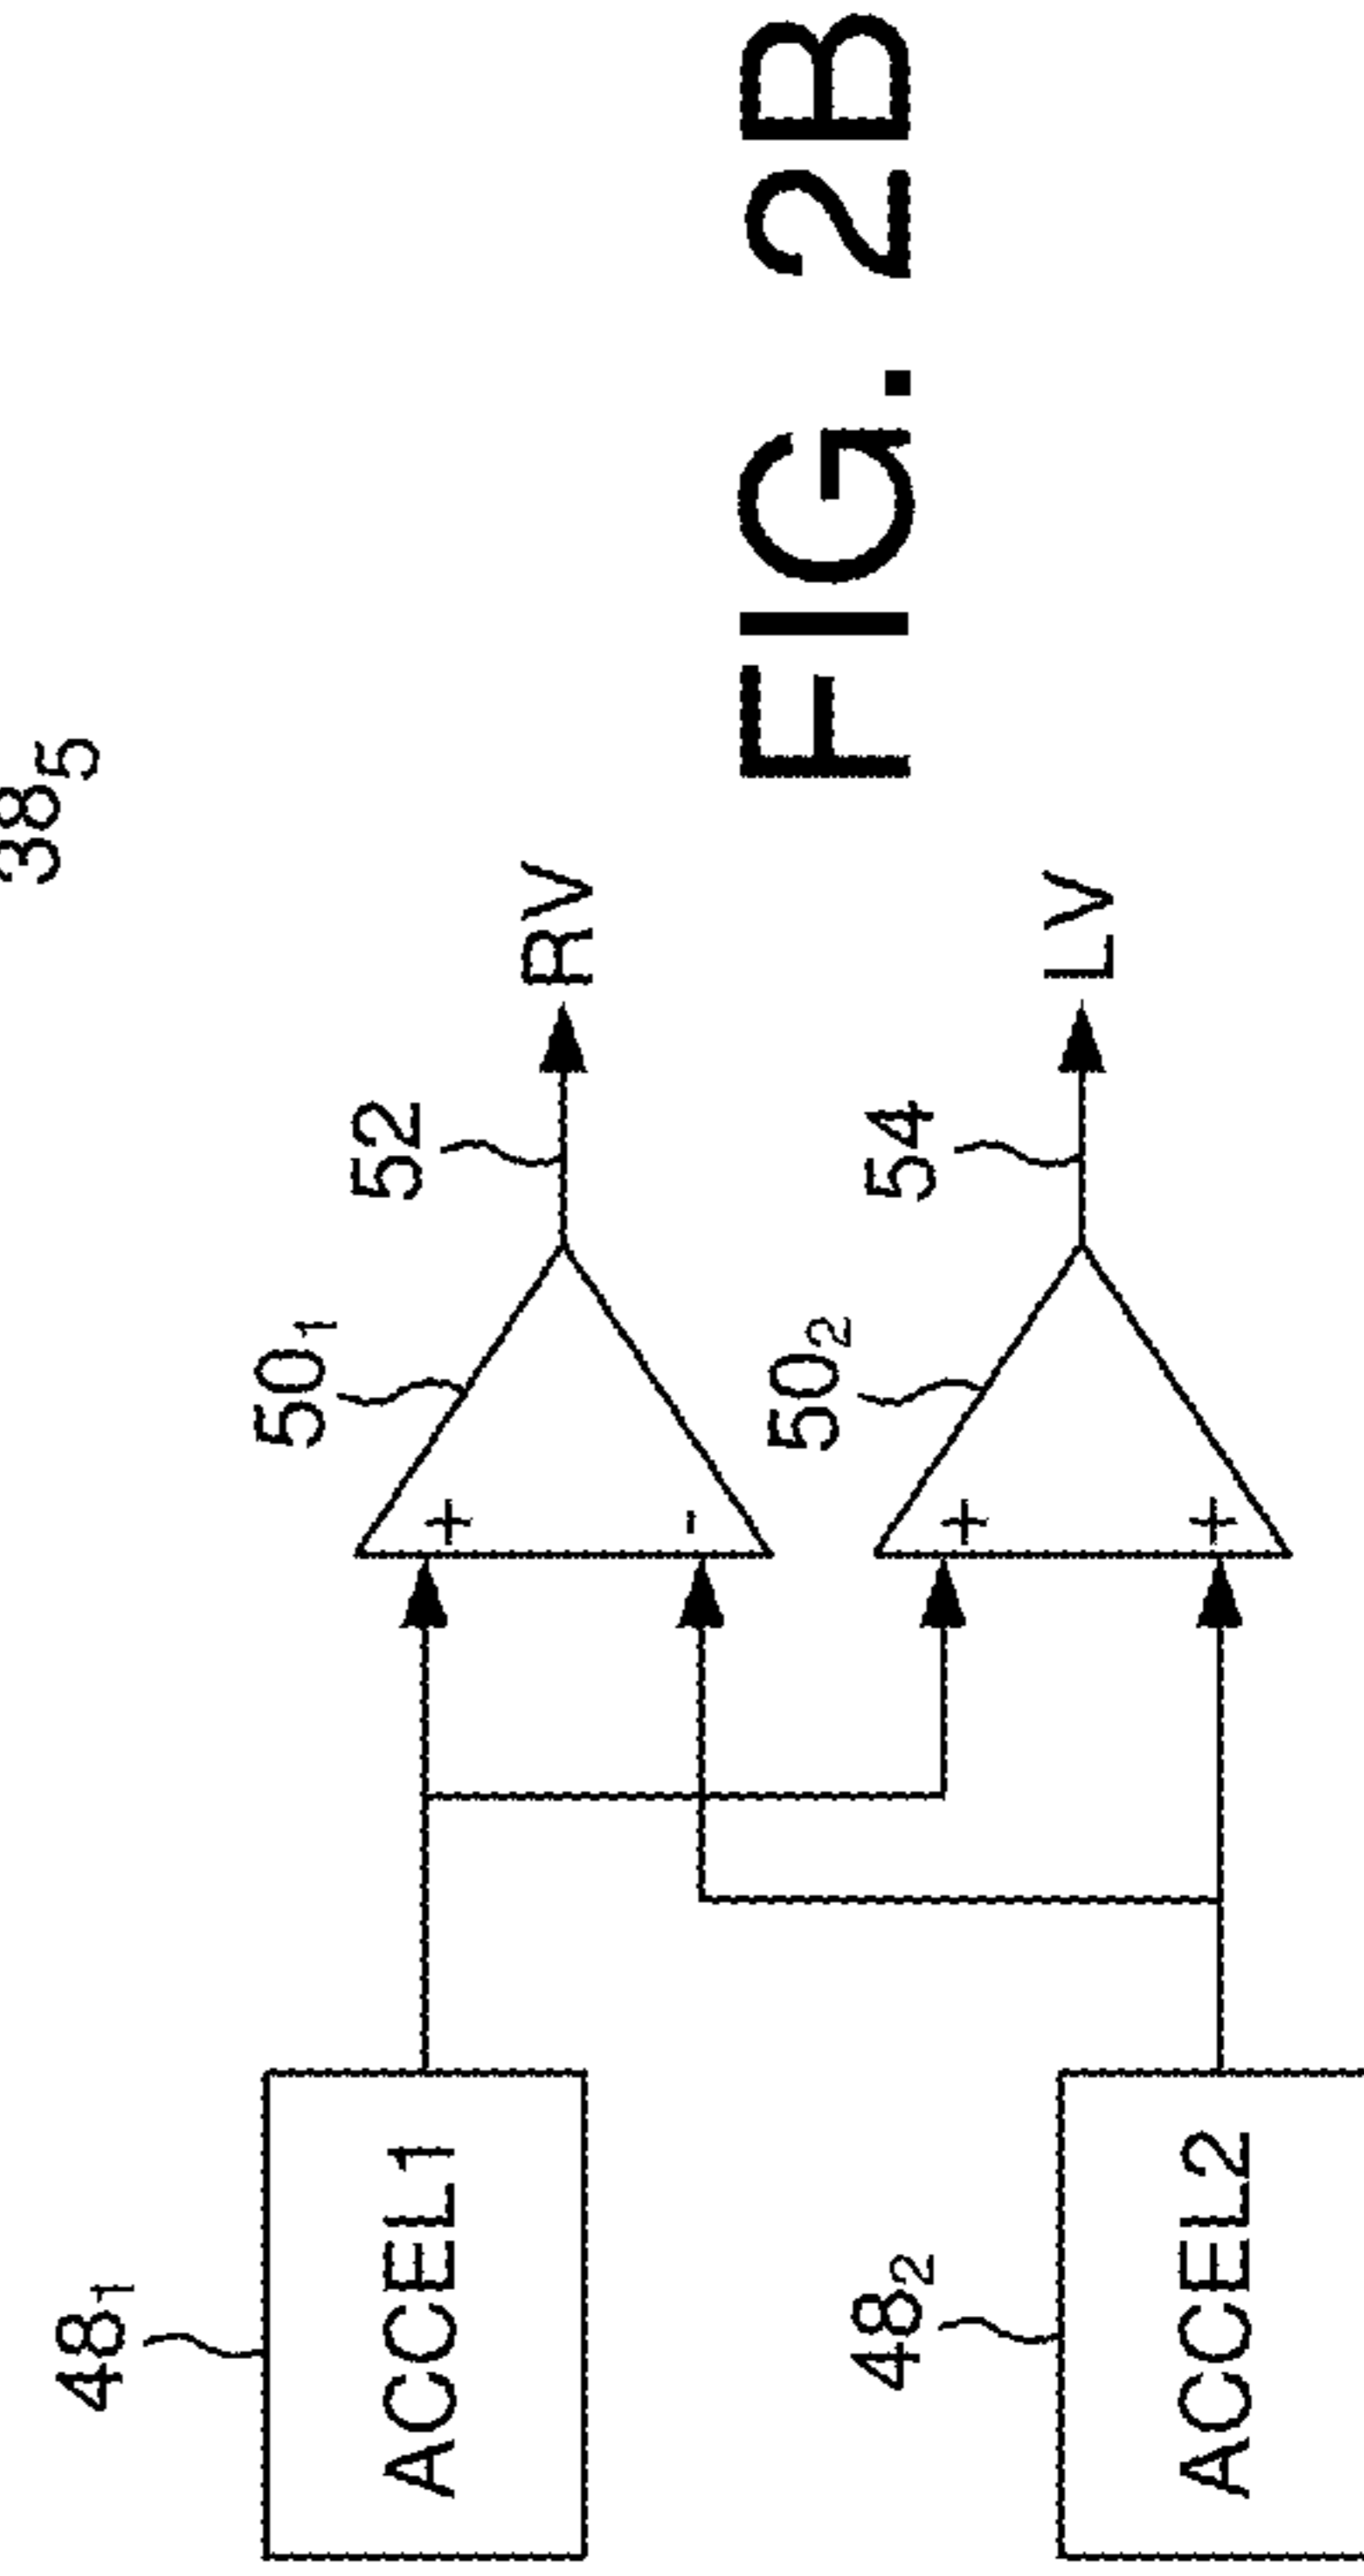 38₅
48₁
ACCEL1
50₁
+
-
52
RV
48₂
ACCEL2
50₂
+
+
54
LV
FIG. 2B